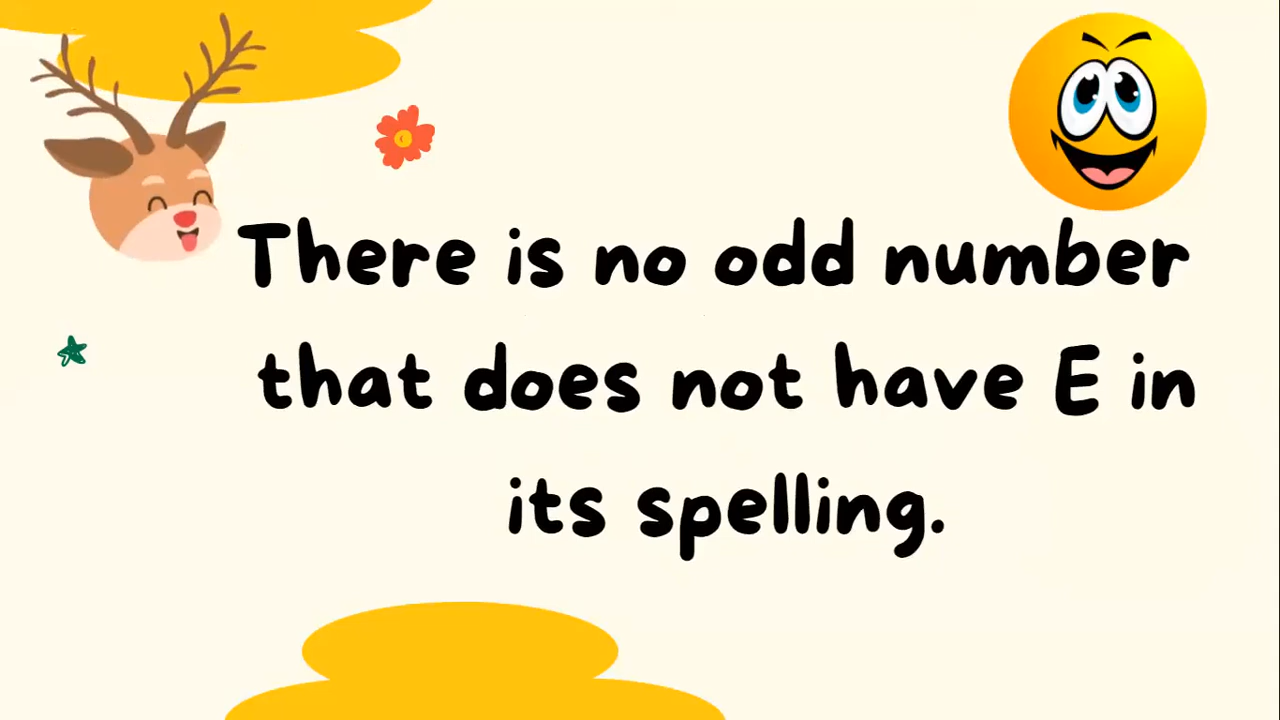 There is no odd number
that does not have E in
its spelling.